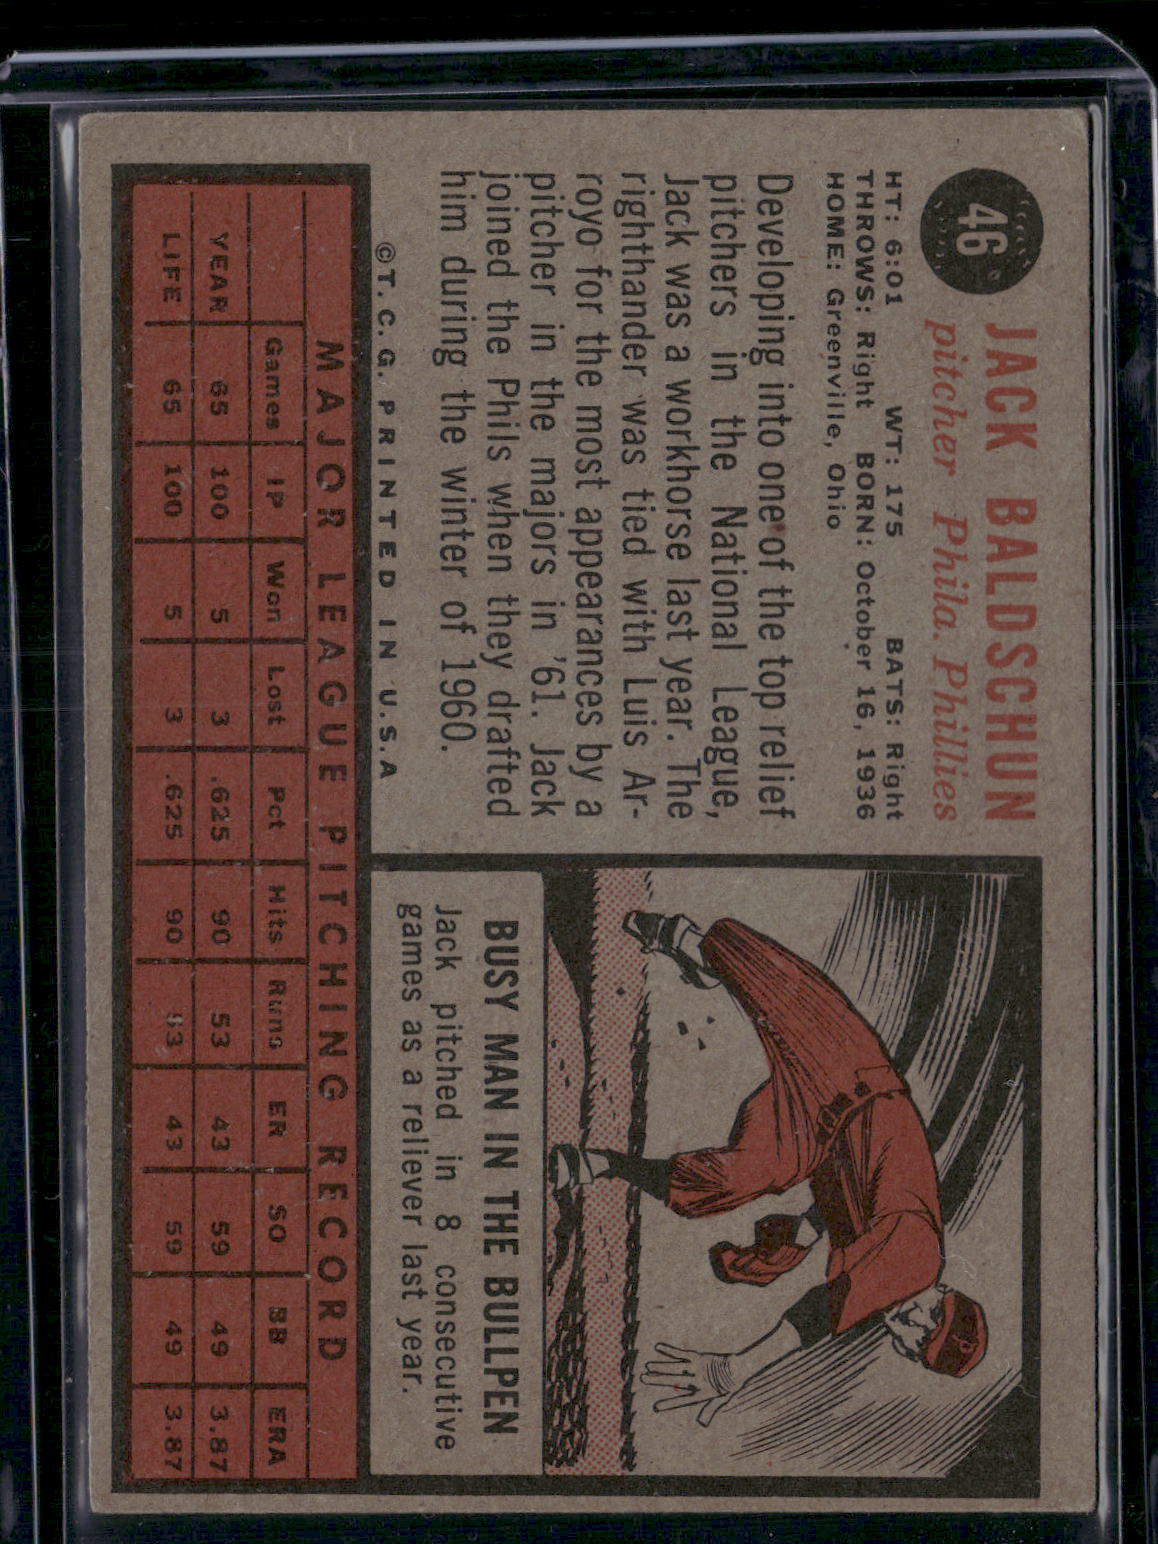 46
JACK BALDSCHUN
pitcher Phila. Phillies
HT: 6:01 WT: 175 BATS: Right
THROWS: Right BORN: October 16, 1936
HOME: Greenville, Ohio
Developing into one of the top relief
pitchers in the National League,
Jack was a workhorse last year. The
righthander was tied with Luis Ar-
royo for the most appearances by a
pitcher in the majors in '61. Jack
joined the Phils when they drafted
him during the winter of 1960.
©T. C. G. PRINTED IN U.S.A
BUSY MAN IN THE BULLPEN
Jack pitched in 8 consecutive
games as a reliever last year.
MAJOR LEAGUE PITCHING RECORD
Games IP Won Lost Pct Hits Runs ER SO BB ERA
YEAR 65 100 5 3 .625 90 53 43 59 49 3.87
LIFE 65 100 5 3 .625 90 53 43 59 49 3.87